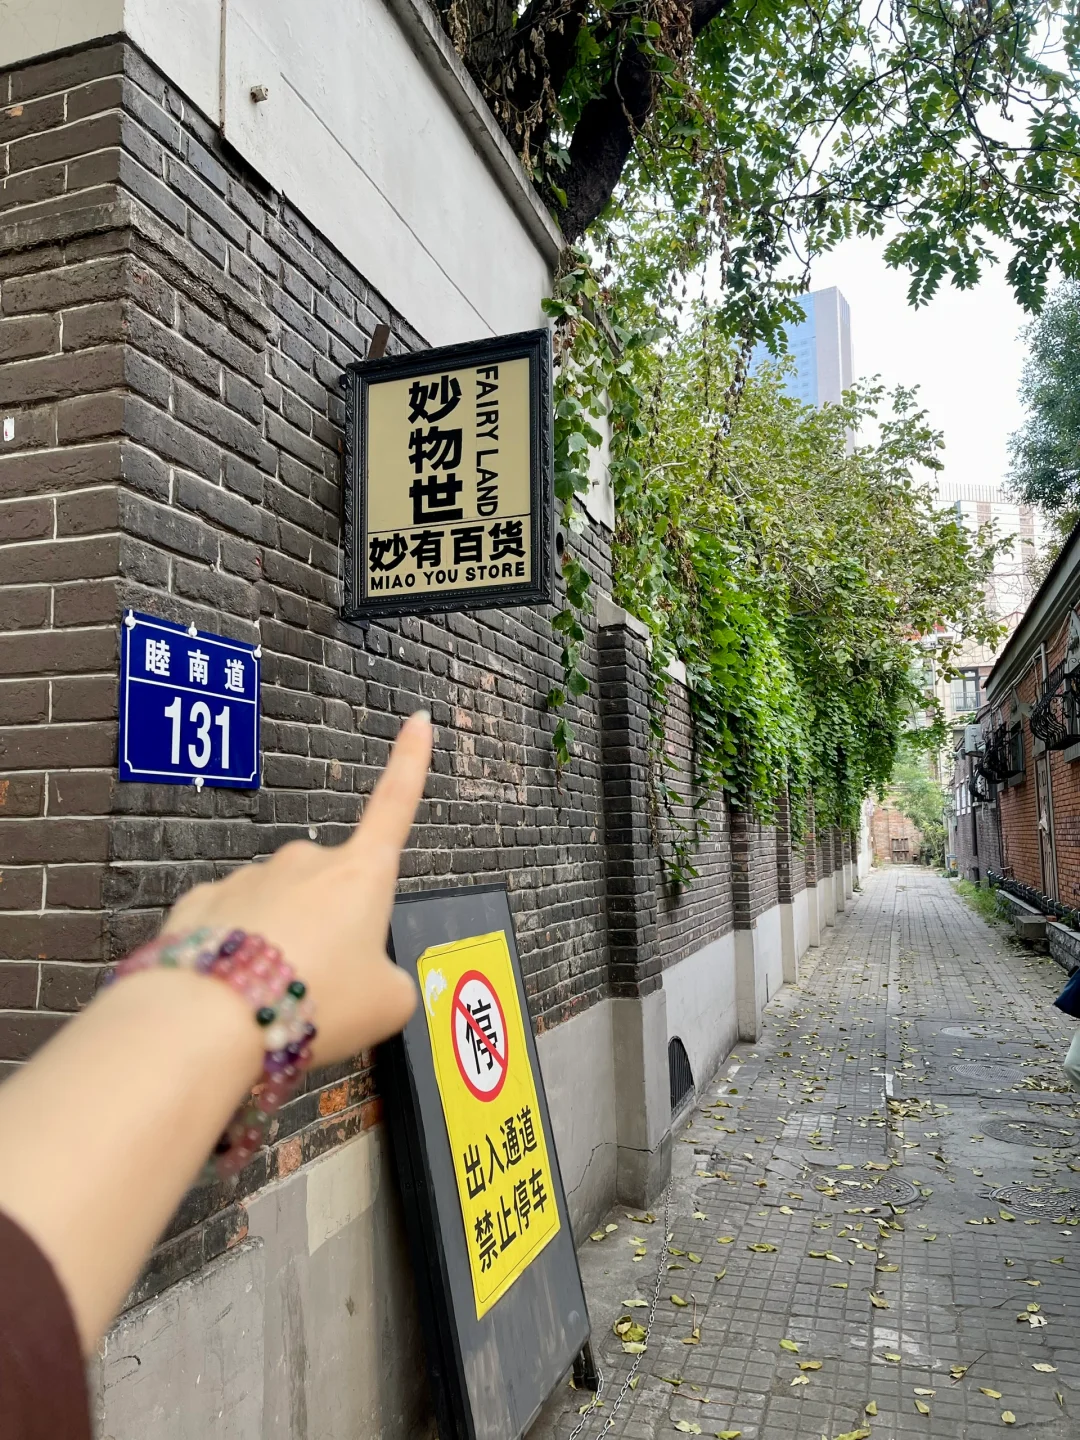 妙物世
FAIRY LAND
妙有百货
MIAO YOU STORE
睦南道
131
停
出入通道
禁止停车